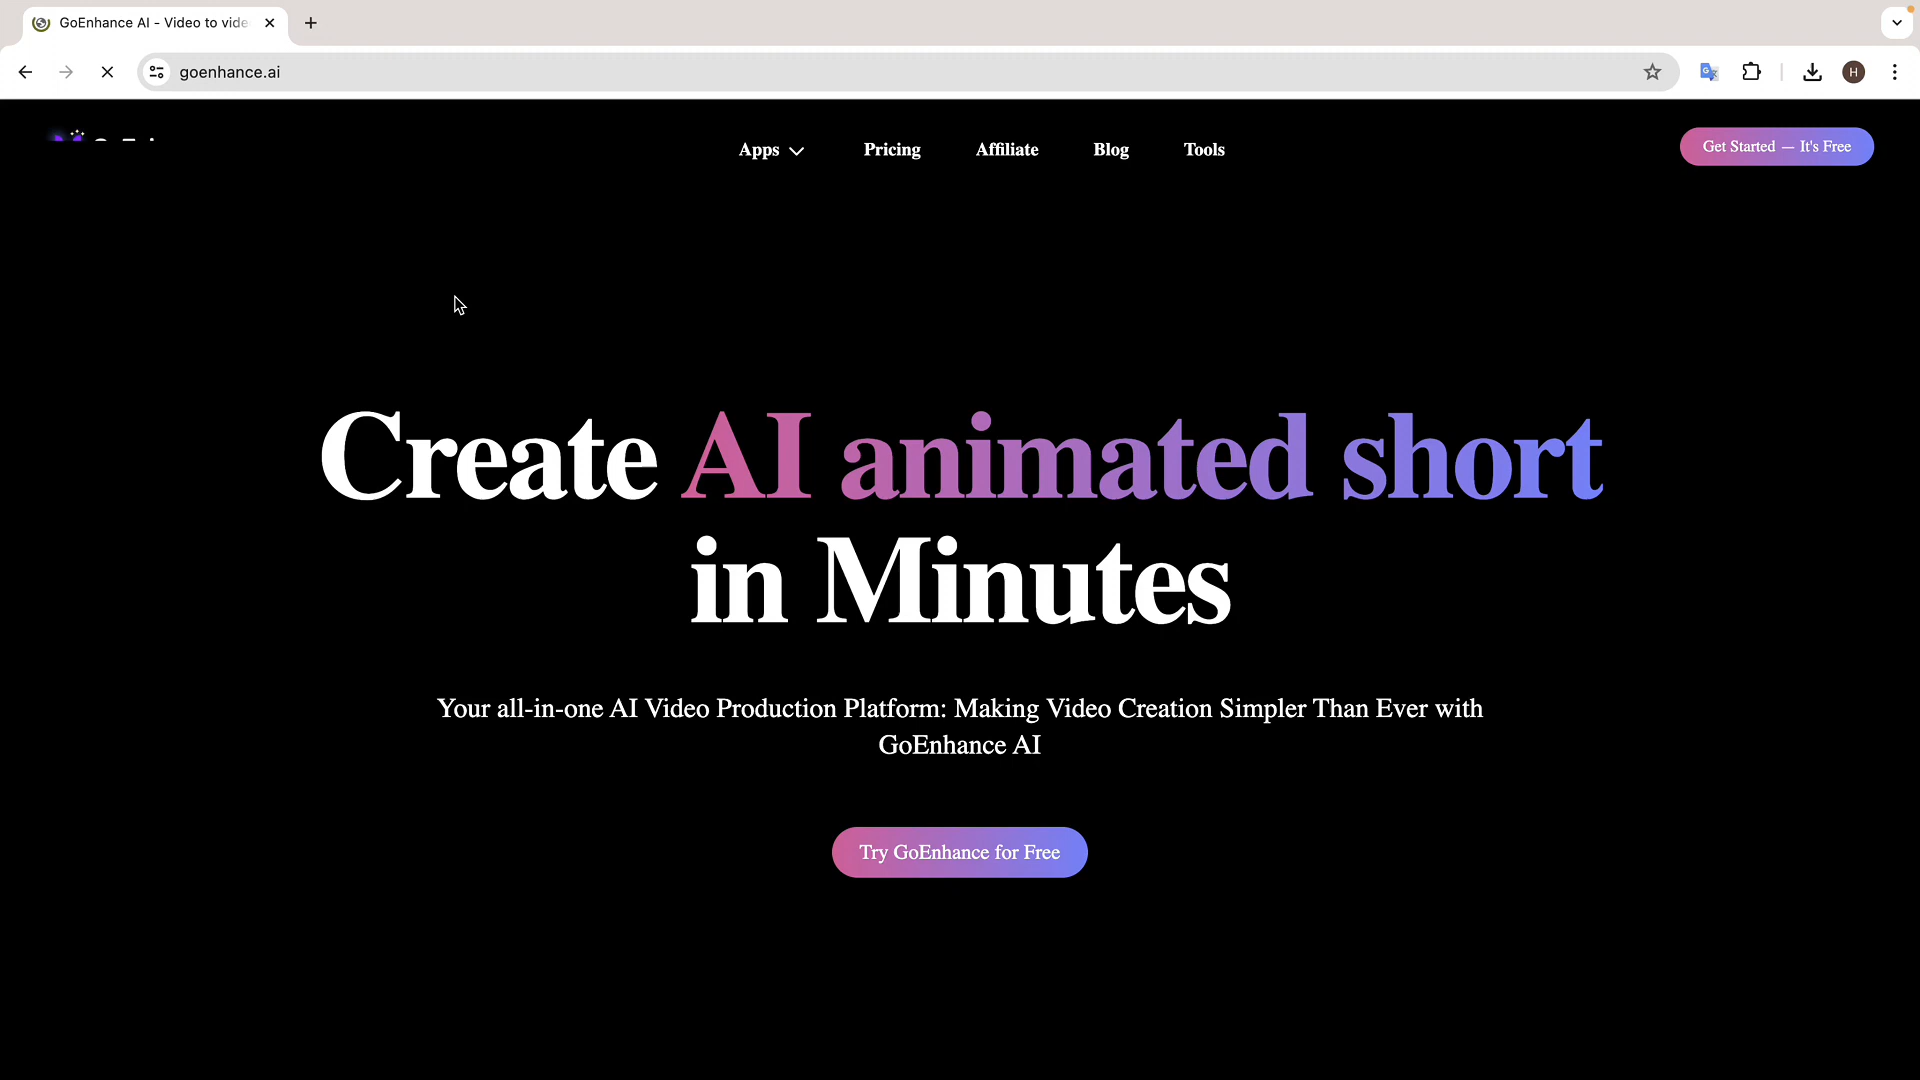 GoEnhance AI - Video to vide
goenhance.ai
H
Apps
Pricing
Affiliate
Blog
Tools
Get Started — It's Free
Create AI animated short
in Minutes
Your all-in-one AI Video Production Platform: Making Video Creation Simpler Than Ever with
GoEnhance AI
Try GoEnhance for Free